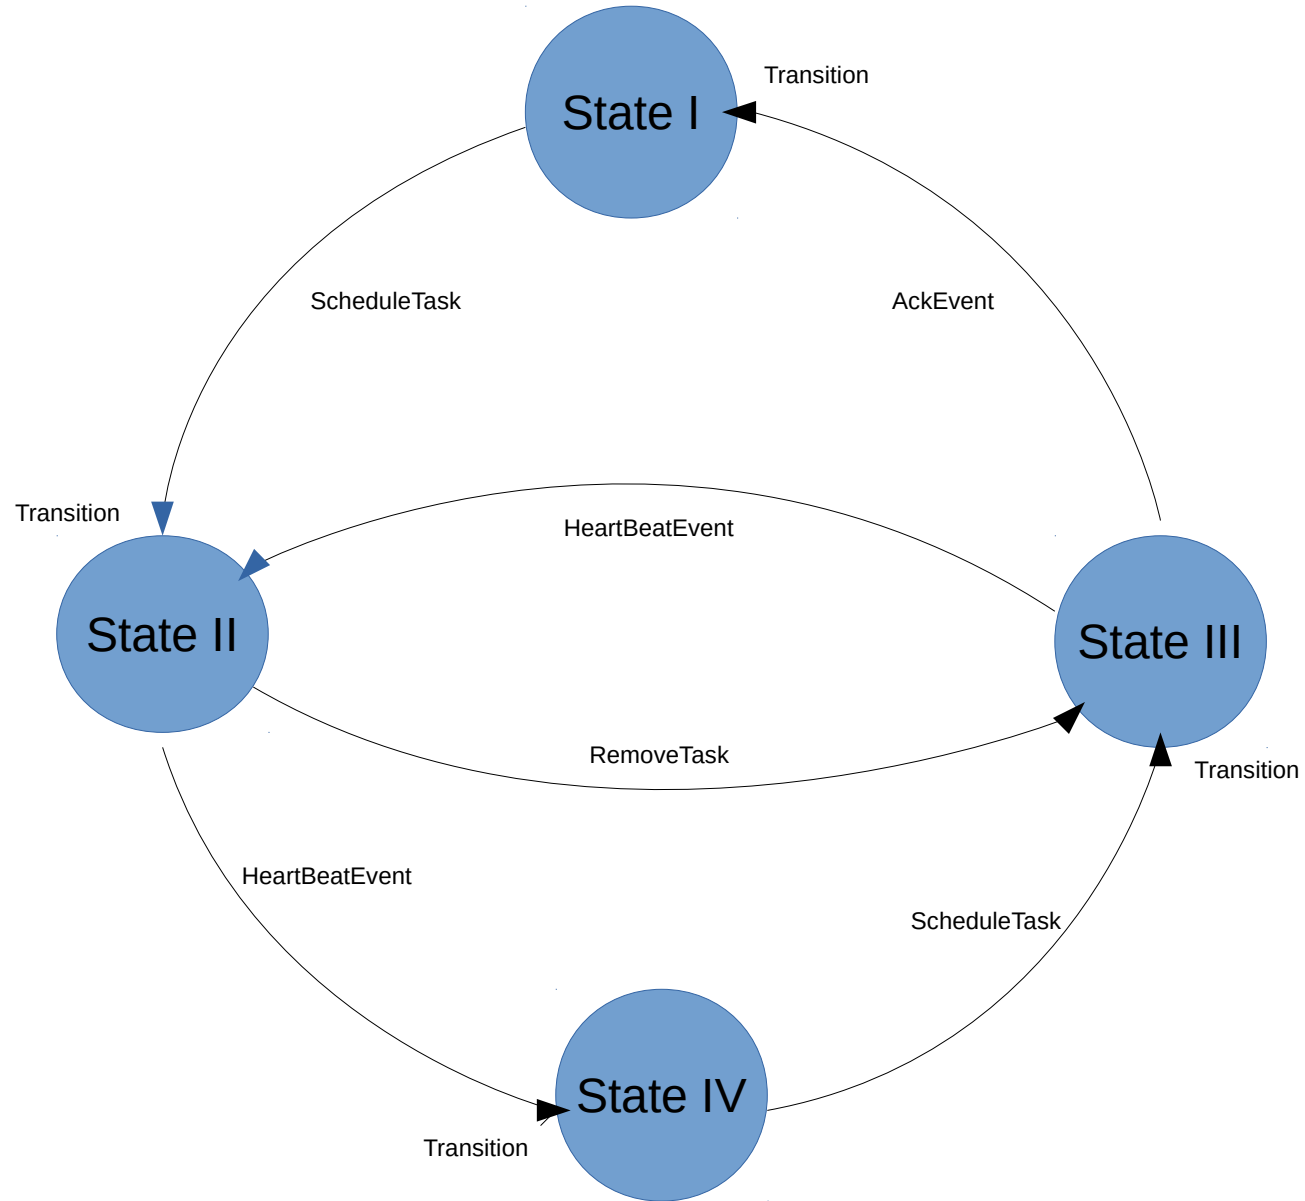 Transition
State I
ScheduleTask
AckEvent
Transition
HeartBeatEvent
State II
State III
RemoveTask
Transition
HeartBeatEvent
ScheduleTask
State IV
Transition